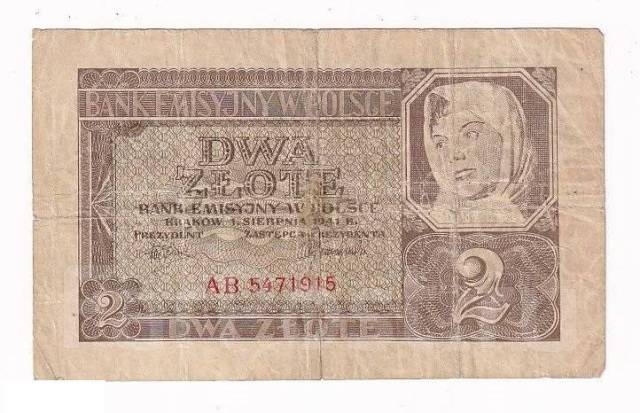 BANK EMISYJNY W POLSCE
DWA
ZŁOTE
BANK EMISYJNY W POLSCE
KRAKÓW 1. SIERPNIA 1941 R.
PREZYDENT ZASTĘPCA PREZYDENTA
AB 5471915
2 2
DWA ZŁOTE